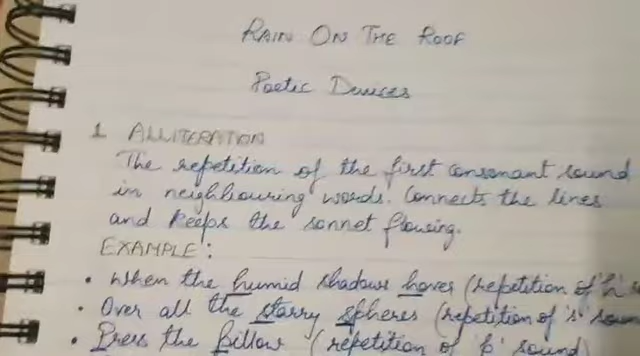 RAIN ON THE ROOF
Poetic Devices
1 ALLITERATION
The repetition of the first consonant sound
in neighbouring words. Connects the lines
and keeps the sonnet flowing.
EXAMPLE:
• When the humid shadows hover (repetition of 'h'
• Over all the starry spheres (repetition of 's' soun
• Press the pillow (repetition of 'p' sound)